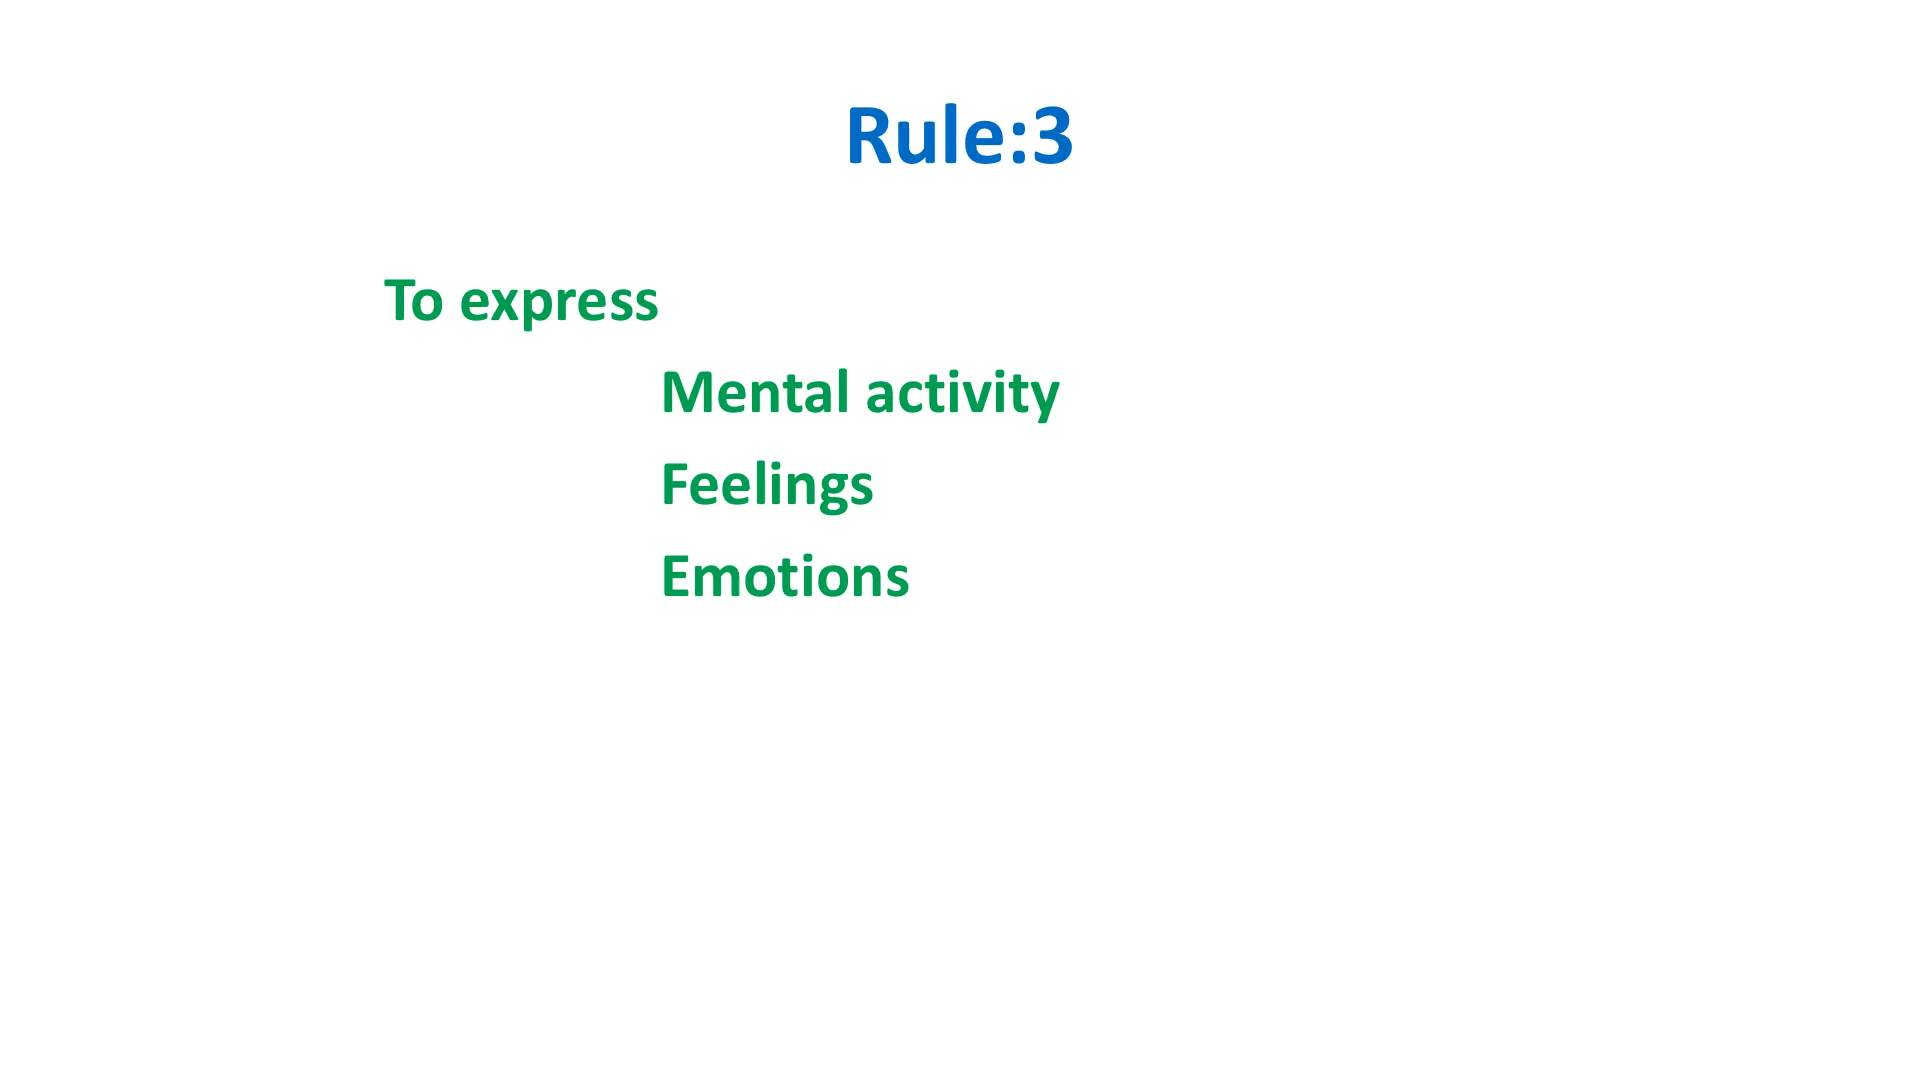 Rule:3
To express
Mental activity
Feelings
Emotions